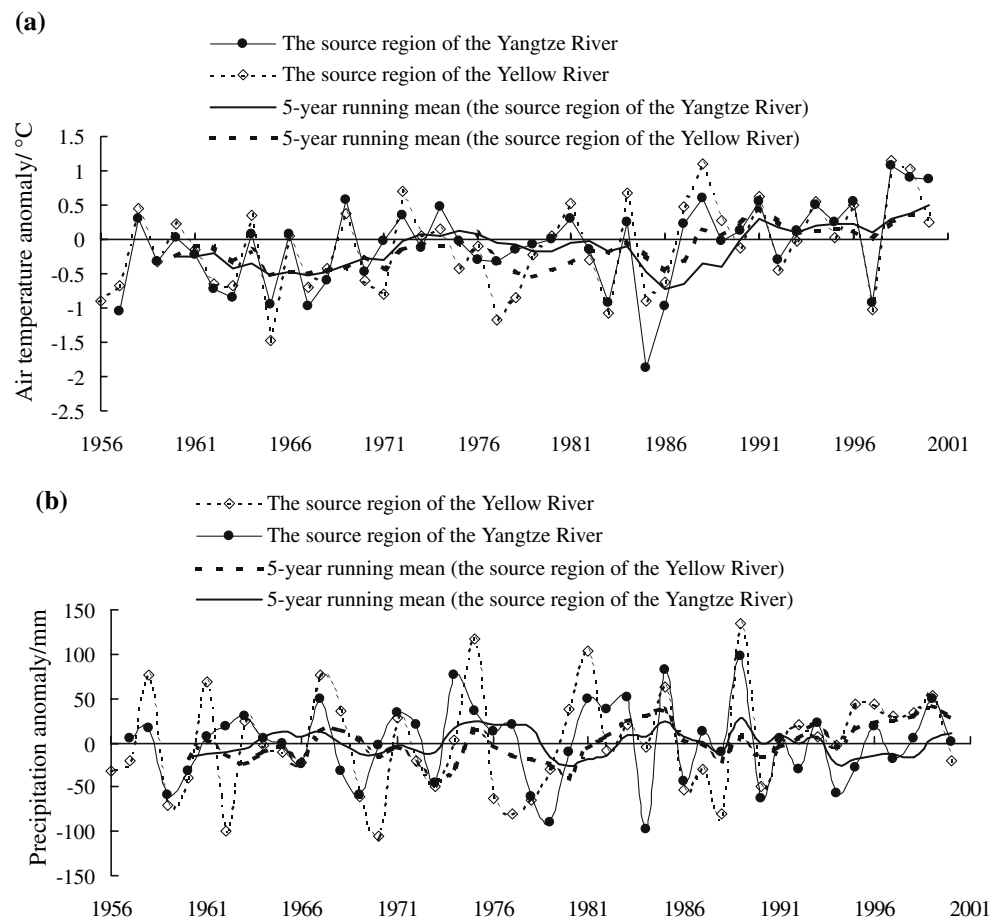 (a)
The source region of the Yangtze River
The source region of the Yellow River
5-year running mean (the source region of the Yangtze River)
5-year running mean (the source region of the Yellow River)
Air temperature anomaly/ °C
1.5
1
0.5
0
-0.5
-1
-1.5
-2
-2.5
1956 1961 1966 1971 1976 1981 1986 1991 1996 2001
(b)
The source region of the Yellow River
The source region of the Yangtze River
5-year running mean (the source region of the Yellow River)
5-year running mean (the source region of the Yangtze River)
Precipitation anomaly/mm
150
100
50
0
-50
-100
-150
1956 1961 1966 1971 1976 1981 1986 1991 1996 2001